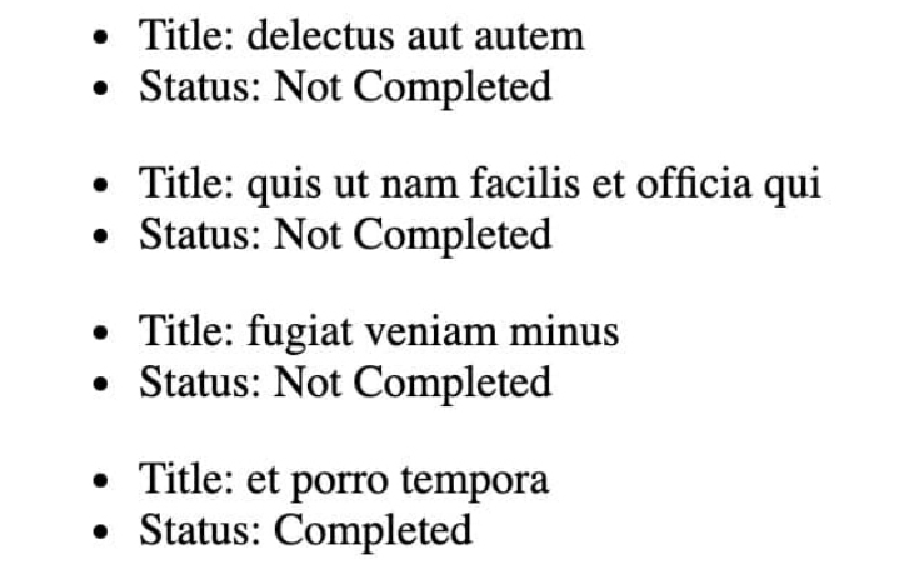 • Title: delectus aut autem
• Status: Not Completed
• Title: quis ut nam facilis et officia qui
• Status: Not Completed
• Title: fugiat veniam minus
• Status: Not Completed
• Title: et porro tempora
• Status: Completed